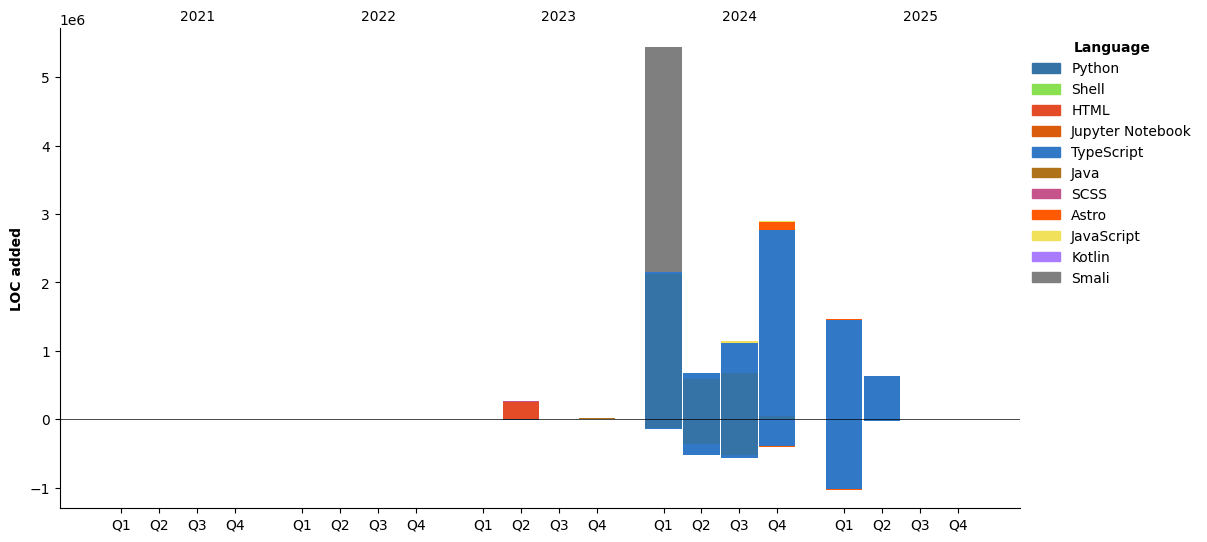 2021 2022 2023 2024 2025
1e6
5
4
3
2
1
0
−1
LOC added
Q1 Q2 Q3 Q4 Q1 Q2 Q3 Q4 Q1 Q2 Q3 Q4 Q1 Q2 Q3 Q4 Q1 Q2 Q3 Q4
Language
Python
Shell
HTML
Jupyter Notebook
TypeScript
Java
SCSS
Astro
JavaScript
Kotlin
Smali